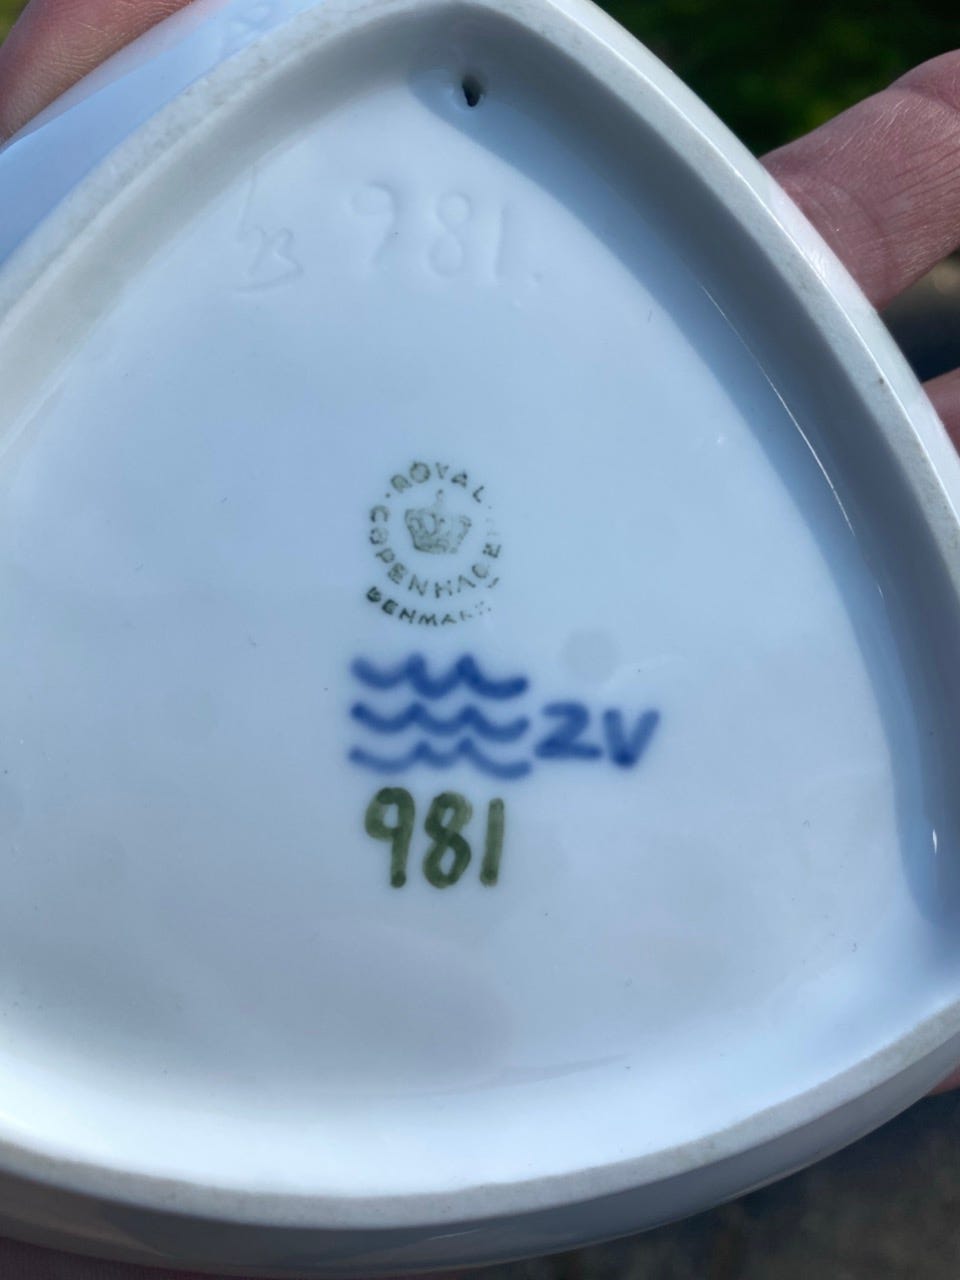 981.
ROYAL
COPENHAGEN
DENMARK
2V
981